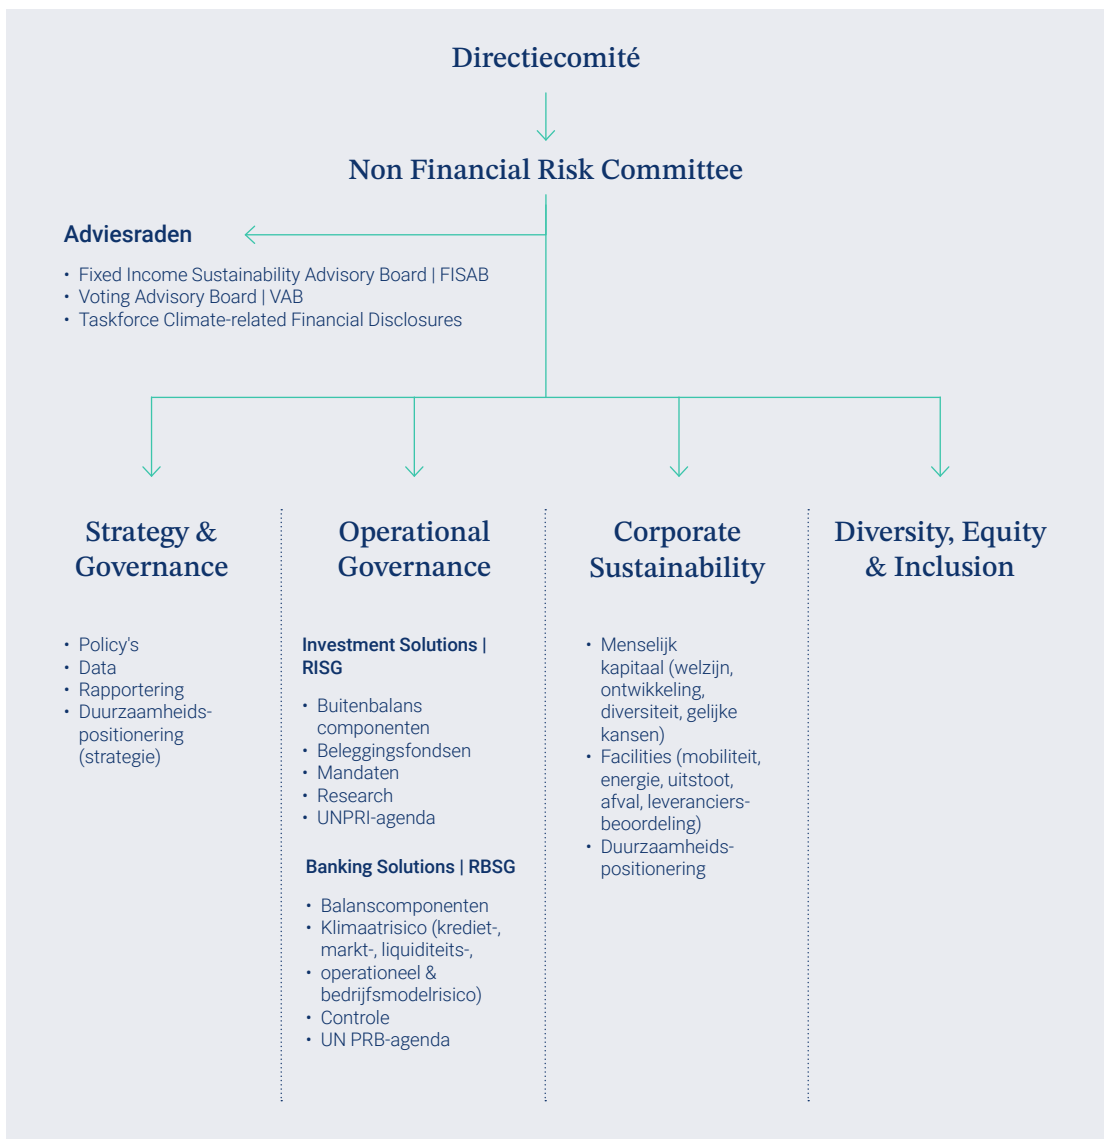 Directiecomité
Non Financial Risk Committee
Adviesraden
• Fixed Income Sustainability Advisory Board | FISAB
• Voting Advisory Board | VAB
• Taskforce Climate-related Financial Disclosures
Strategy &
Governance
• Policy's
• Data
• Rapportering
• Duurzaamheids-
positionering
(strategie)
Operational
Governance
Investment Solutions |
RISG
• Buitenbalans
componenten
• Beleggingsfondsen
• Mandaten
• Research
• UNPRI-agenda
Banking Solutions | RBSG
• Balanscomponenten
• Klimaatrisico (krediet-,
markt-, liquiditeits-,
• operationeel &
bedrijfsmodelrisico)
• Controle
• UN PRB-agenda
Corporate
Sustainability
• Menselijk
kapitaal (welzijn,
ontwikkeling,
diversiteit, gelijke
kansen)
• Facilities (mobiliteit,
energie, uitstoot,
afval, leveranciers-
beoordeling)
• Duurzaamheids-
positionering
Diversity, Equity
& Inclusion